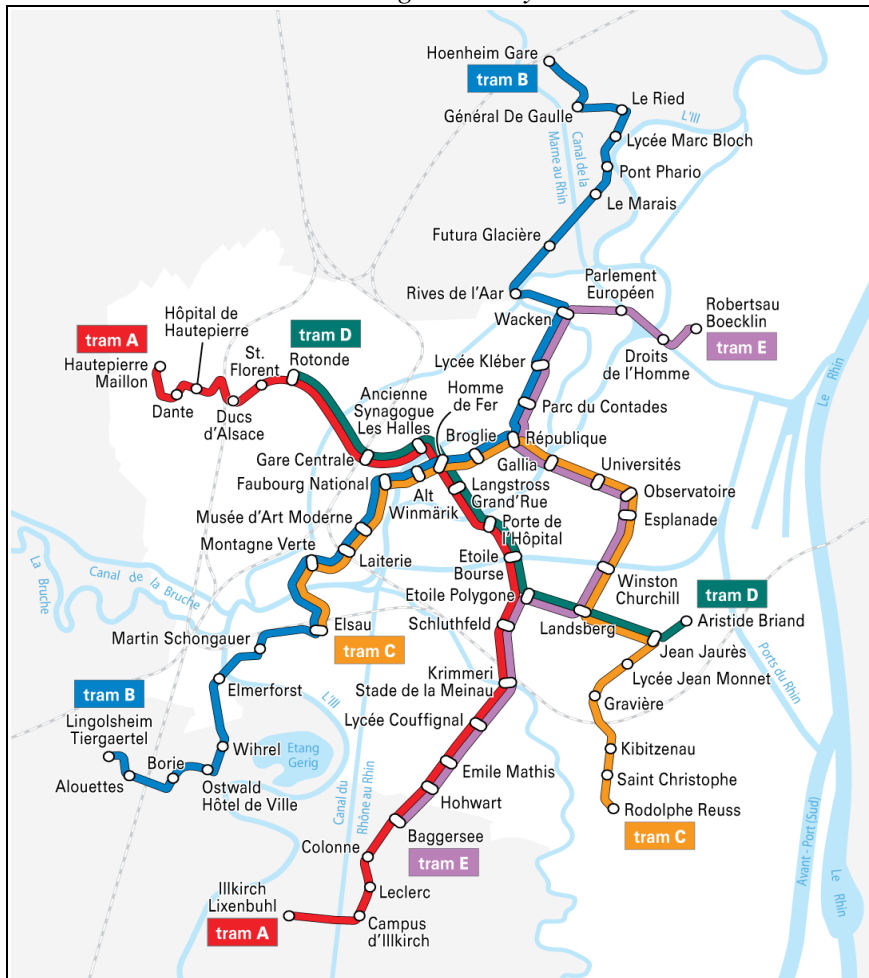 Hoenheim Gare
tram B
Général De Gaulle
Le Ried
L'Ill
Lycée Marc Bloch
Canal de la
Marne au Rhin
Pont Phario
Le Marais
Futura Glacière
Parlement
Européen
Rives de l'Aar
Wacken
Robertsau
Boecklin
tram E
Droits
de l'Homme
Le Rhin
Hôpital de
Hautepierre
tram A
tram D
Hautepierre
Maillon
St.
Florent
Rotonde
Dante
Ducs
d'Alsace
Lycée Kléber
Ancienne
Synagogue
Les Halles
Homme
de Fer
Parc du Contades
Broglie
République
Gare Centrale
Gallia
Universités
Faubourg National
Alt
Winmärik
Langstross
Grand'Rue
Observatoire
Musée d'Art Moderne
Porte de
l'Hôpital
Esplanade
Montagne Verte
Laiterie
Etoile
Bourse
La
Bruche
Canal de la Bruche
Winston
Churchill
Etoile Polygone
tram D
Aristide Briand
Martin Schongauer
Elsau
tram C
Schluthfeld
Landsberg
Jean Jaurès
Ports du Rhin
Lycée Jean Monnet
Elmerforst
L'Ill
Krimmeri
Stade de la Meinau
Gravière
tram B
Lingolsheim
Tiergaertel
Lycée Couffignal
Wihrel
Etang
Gerig
Kibitzenau
Borie
Alouettes
Ostwald
Hôtel de Ville
Emile Mathis
Saint Christophe
Canal du
Rhône au Rhin
Hohwart
Rodolphe Reuss
tram C
Baggersee
tram E
Colonne
Avant - Port (Sud)
Le Rhin
Leclerc
Illkirch
Lixenbuhl
tram A
Campus
d'Illkirch